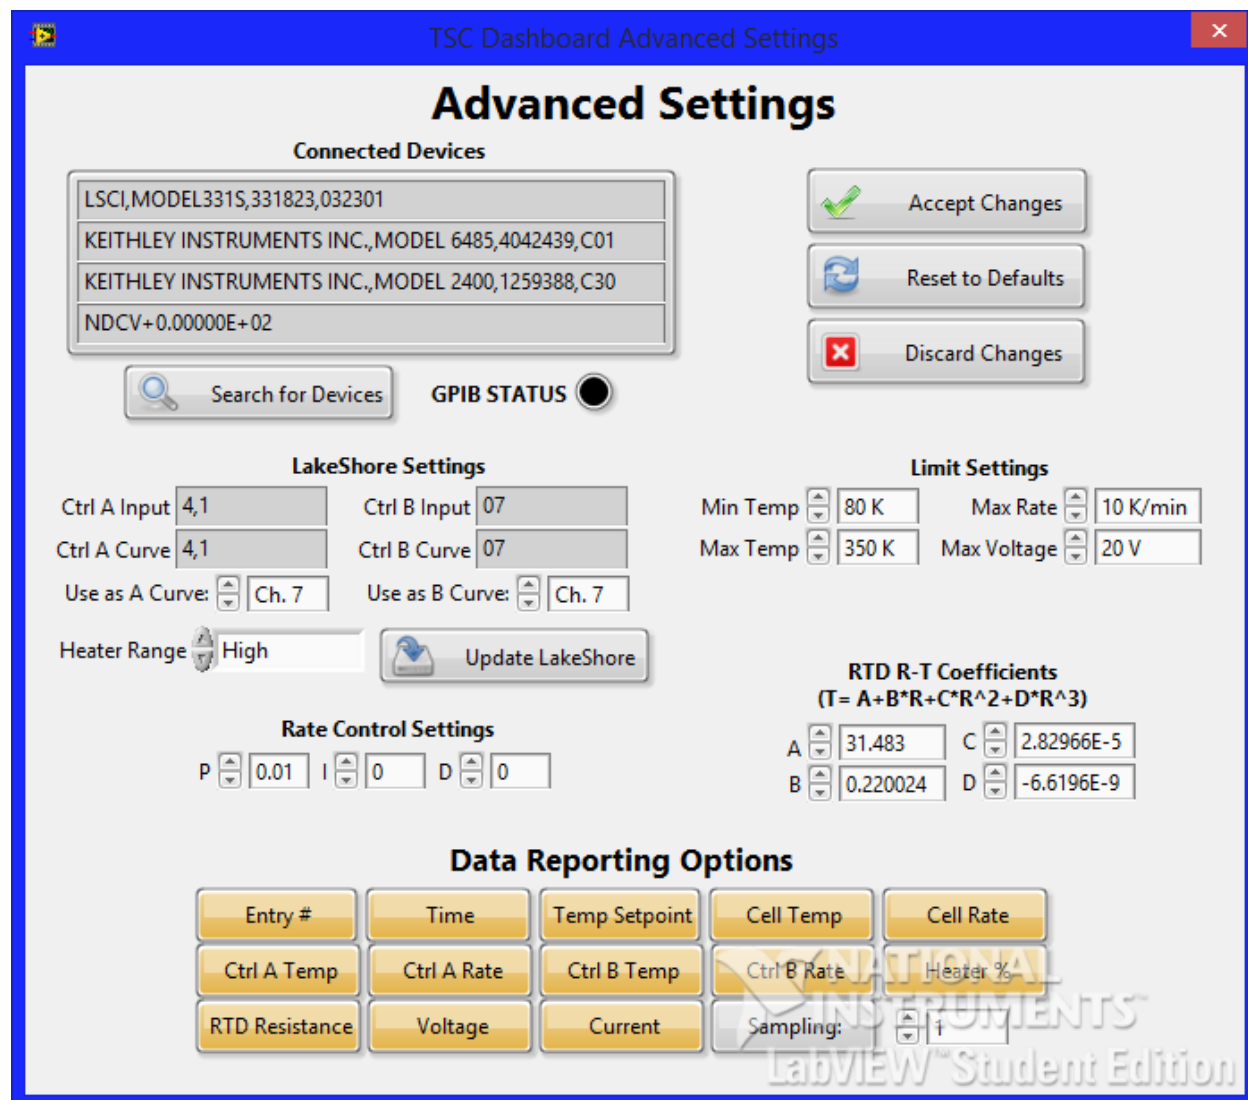 TSC Dashboard Advanced Settings
Advanced Settings
Connected Devices
LSCI,MODEL331S,331823,032301
KEITHLEY INSTRUMENTS INC.,MODEL 6485,4042439,C01
KEITHLEY INSTRUMENTS INC.,MODEL 2400,1259388,C30
NDCV+0.00000E+02
Search for Devices GPIB STATUS
Accept Changes
Reset to Defaults
Discard Changes
LakeShore Settings
Ctrl A Input 4,1 Ctrl B Input 07
Ctrl A Curve 4,1 Ctrl B Curve 07
Use as A Curve: Ch. 7 Use as B Curve: Ch. 7
Heater Range High Update LakeShore
Limit Settings
Min Temp 80 K Max Rate 10 K/min
Max Temp 350 K Max Voltage 20 V
Rate Control Settings
P 0.01 I 0 D 0
RTD R-T Coefficients
(T= A+B*R+C*R^2+D*R^3)
A 31.483 C 2.82966E-5
B 0.220024 D -6.6196E-9
Data Reporting Options
Entry # Time Temp Setpoint Cell Temp Cell Rate
Ctrl A Temp Ctrl A Rate Ctrl B Temp Ctrl B Rate Heater %
RTD Resistance Voltage Current Sampling: 1
NATIONAL
INSTRUMENTS™
LabVIEW™ Student Edition